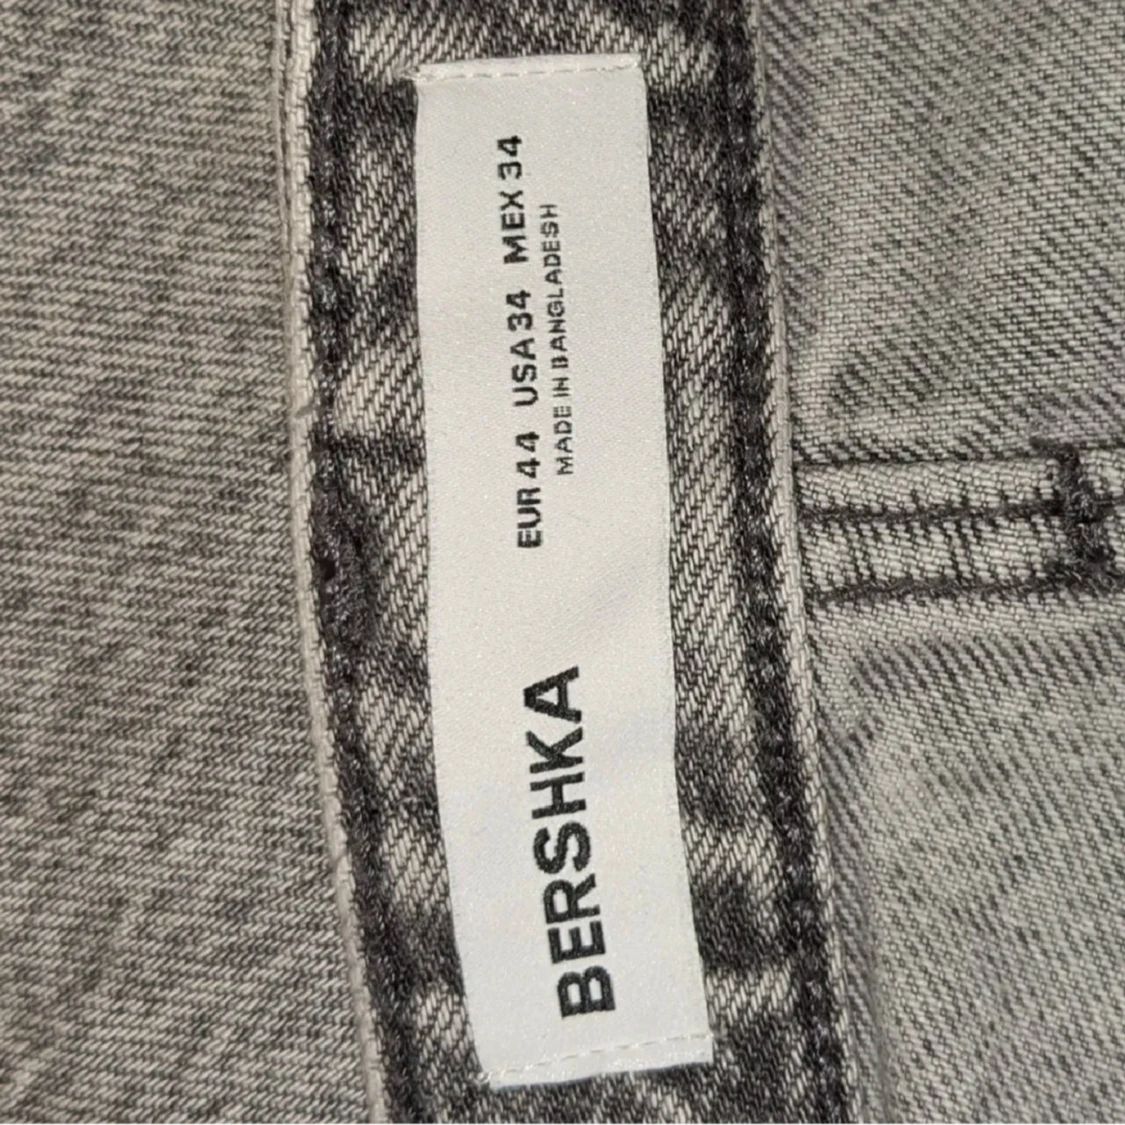 EUR 44 USA 34 MEX 34
MADE IN BANGLADESH
BERSHKA